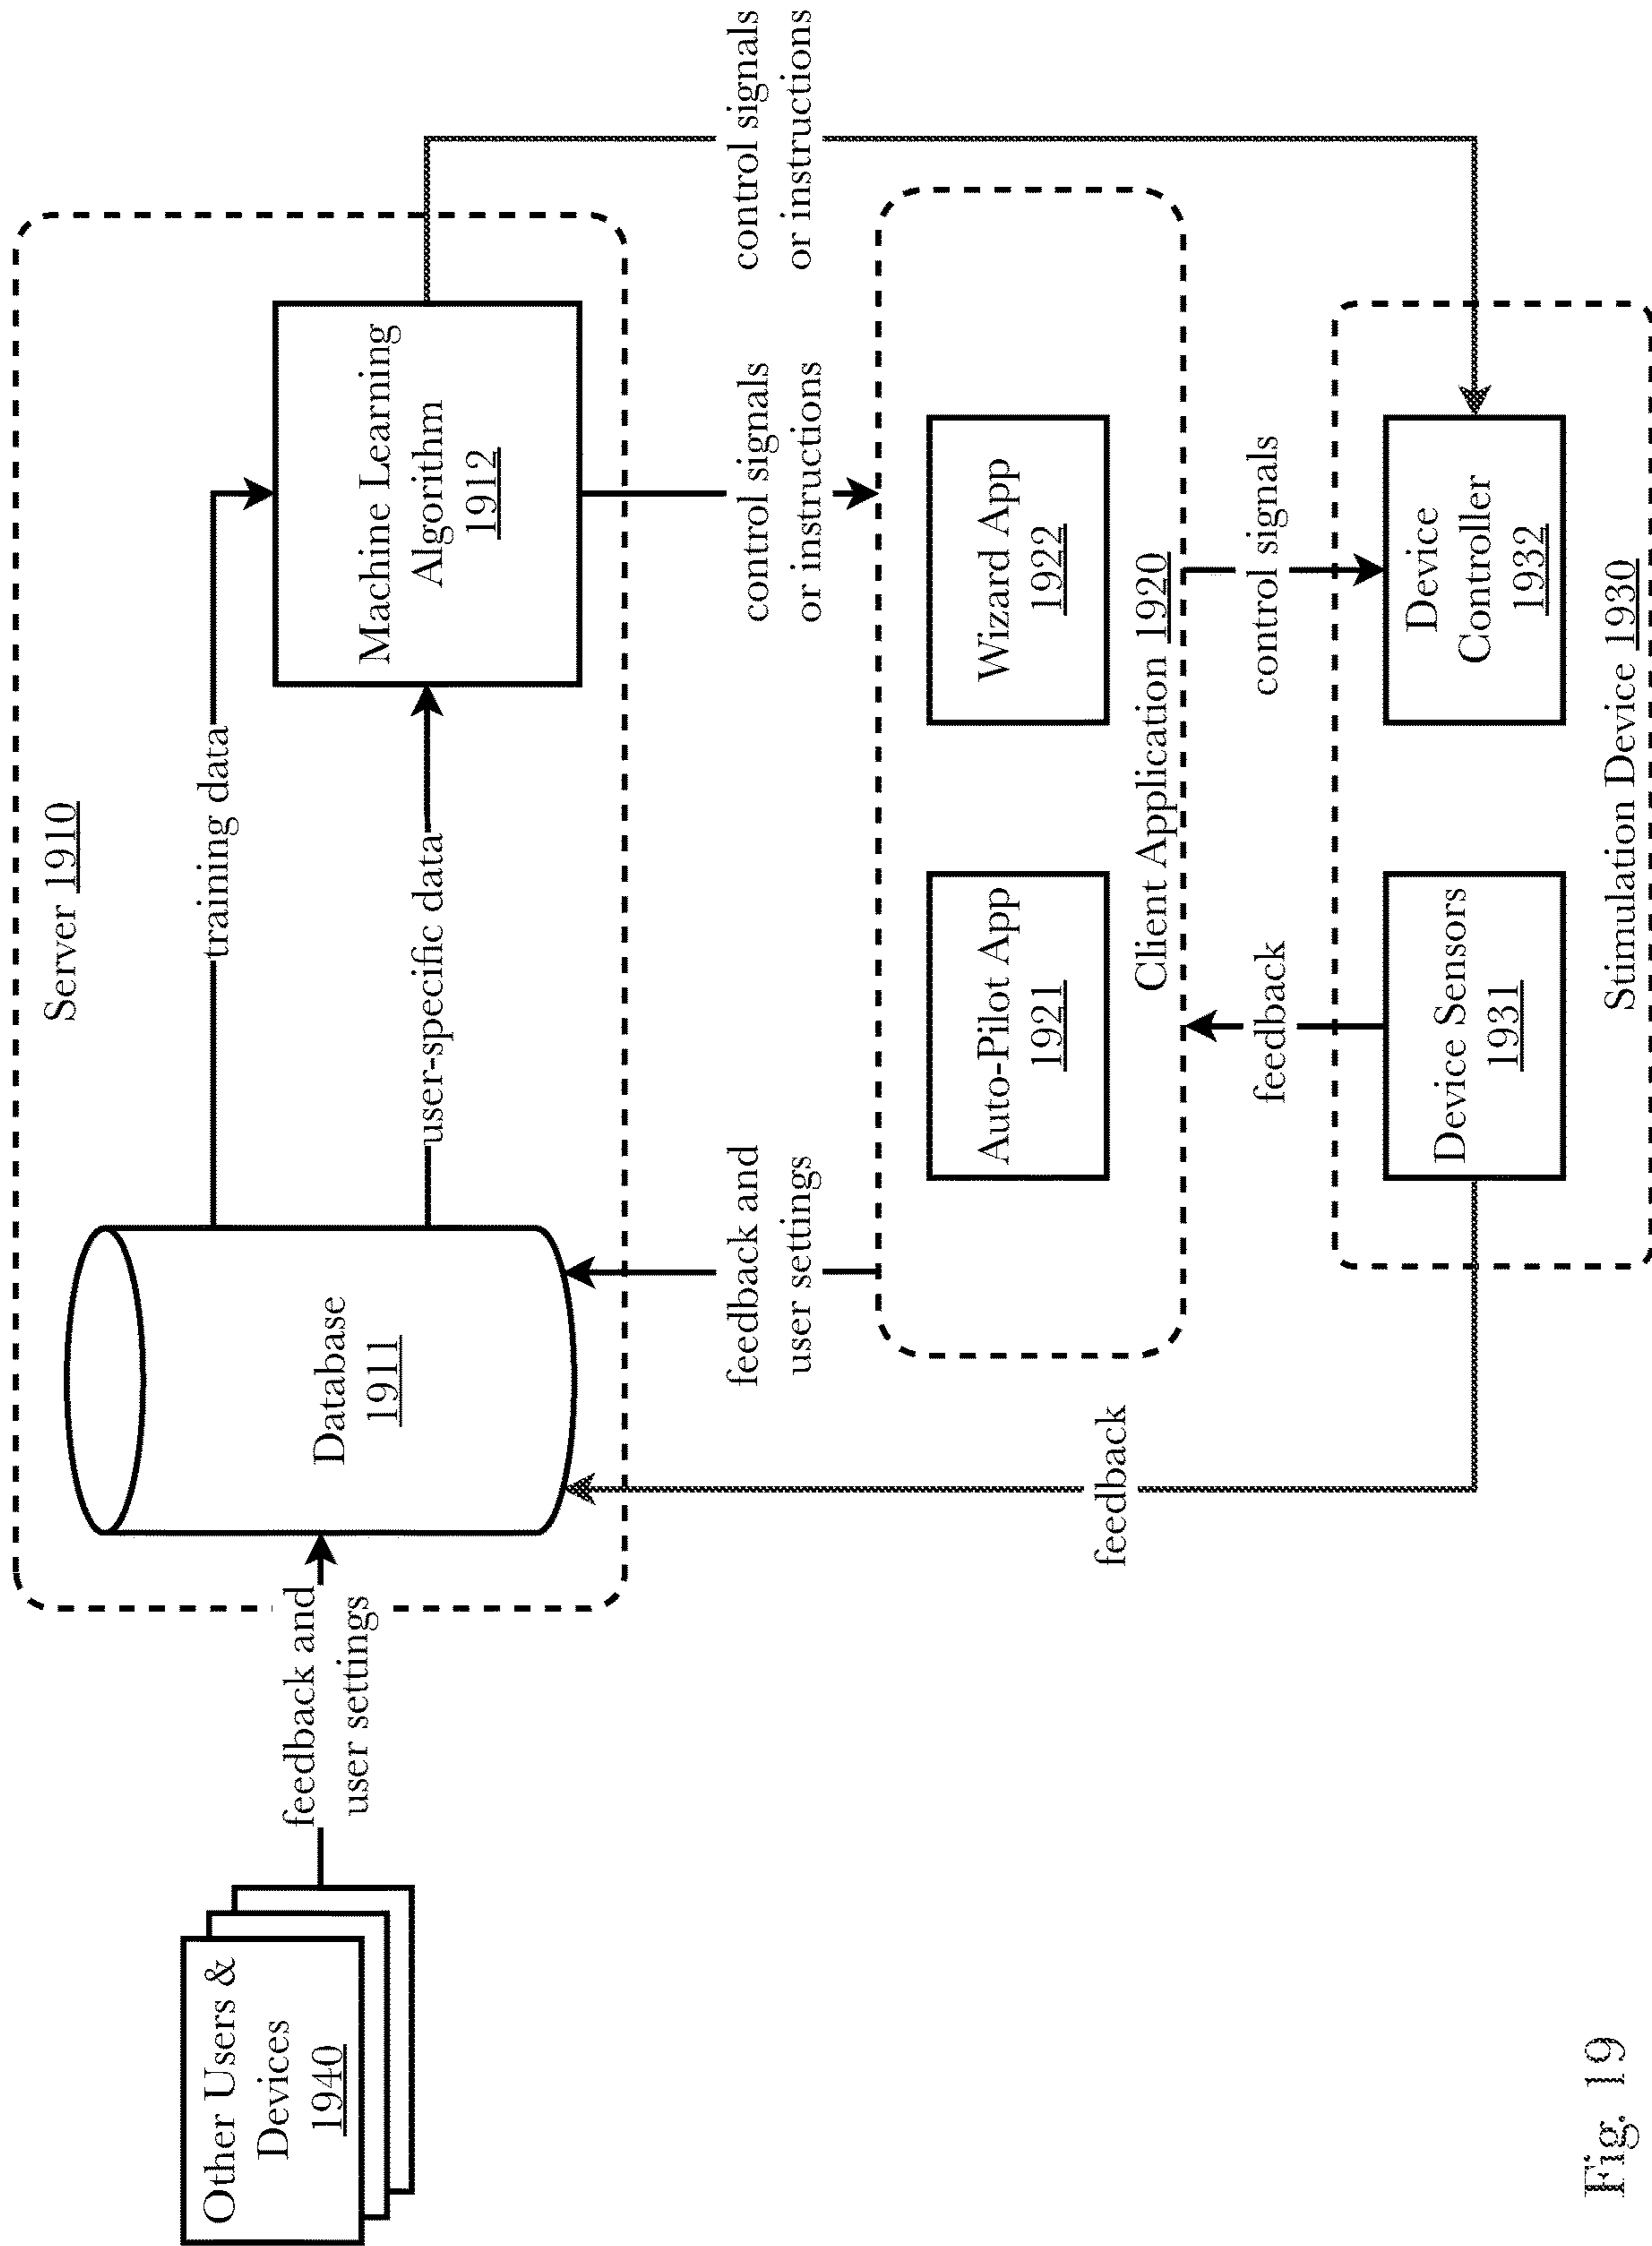 Server 1910
training data
Machine Learning
Algorithm
1912
user-specific data
Database
1911
Other Users &
Devices
1940
feedback and
user settings
feedback and
user settings
control signals
or instructions
control signals
or instructions
Auto-Pilot App
1921
Wizard App
1922
Client Application 1920
feedback
feedback
control signals
Device Sensors
1931
Device
Controller
1932
Stimulation Device 1930
Fig. 19